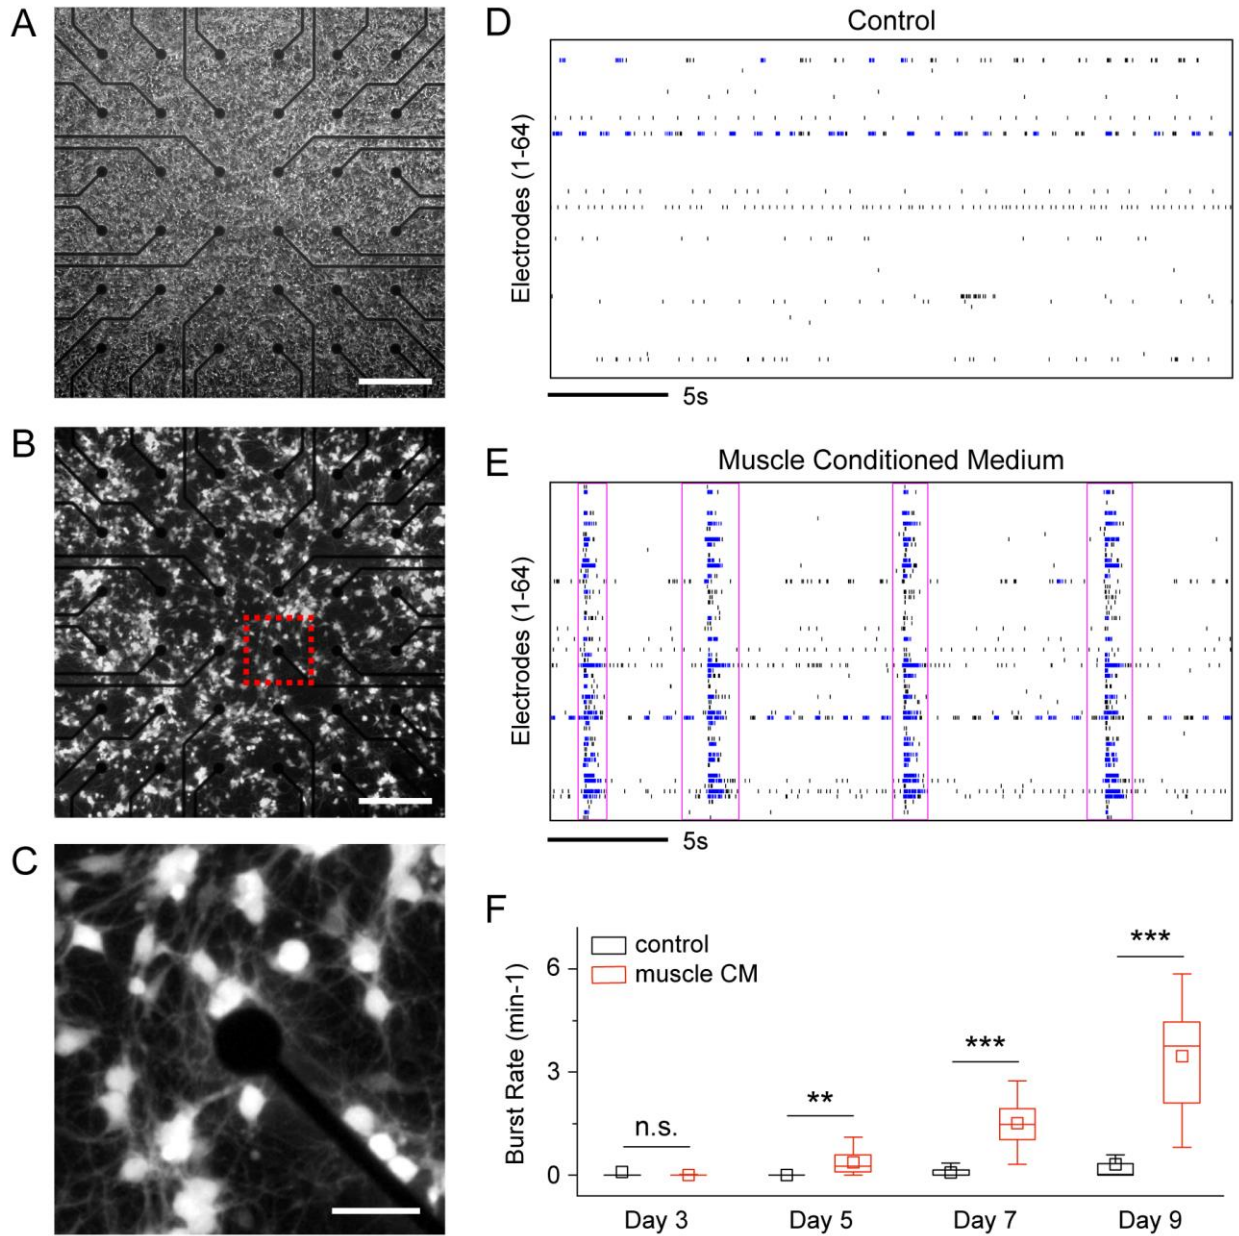 A
B
C
D
Control
Electrodes (1-64)
5s
E
Muscle Conditioned Medium
Electrodes (1-64)
5s
F
control
muscle CM
Burst Rate (min-1)
6
3
0
n.s.
**
***
***
Day 3
Day 5
Day 7
Day 9